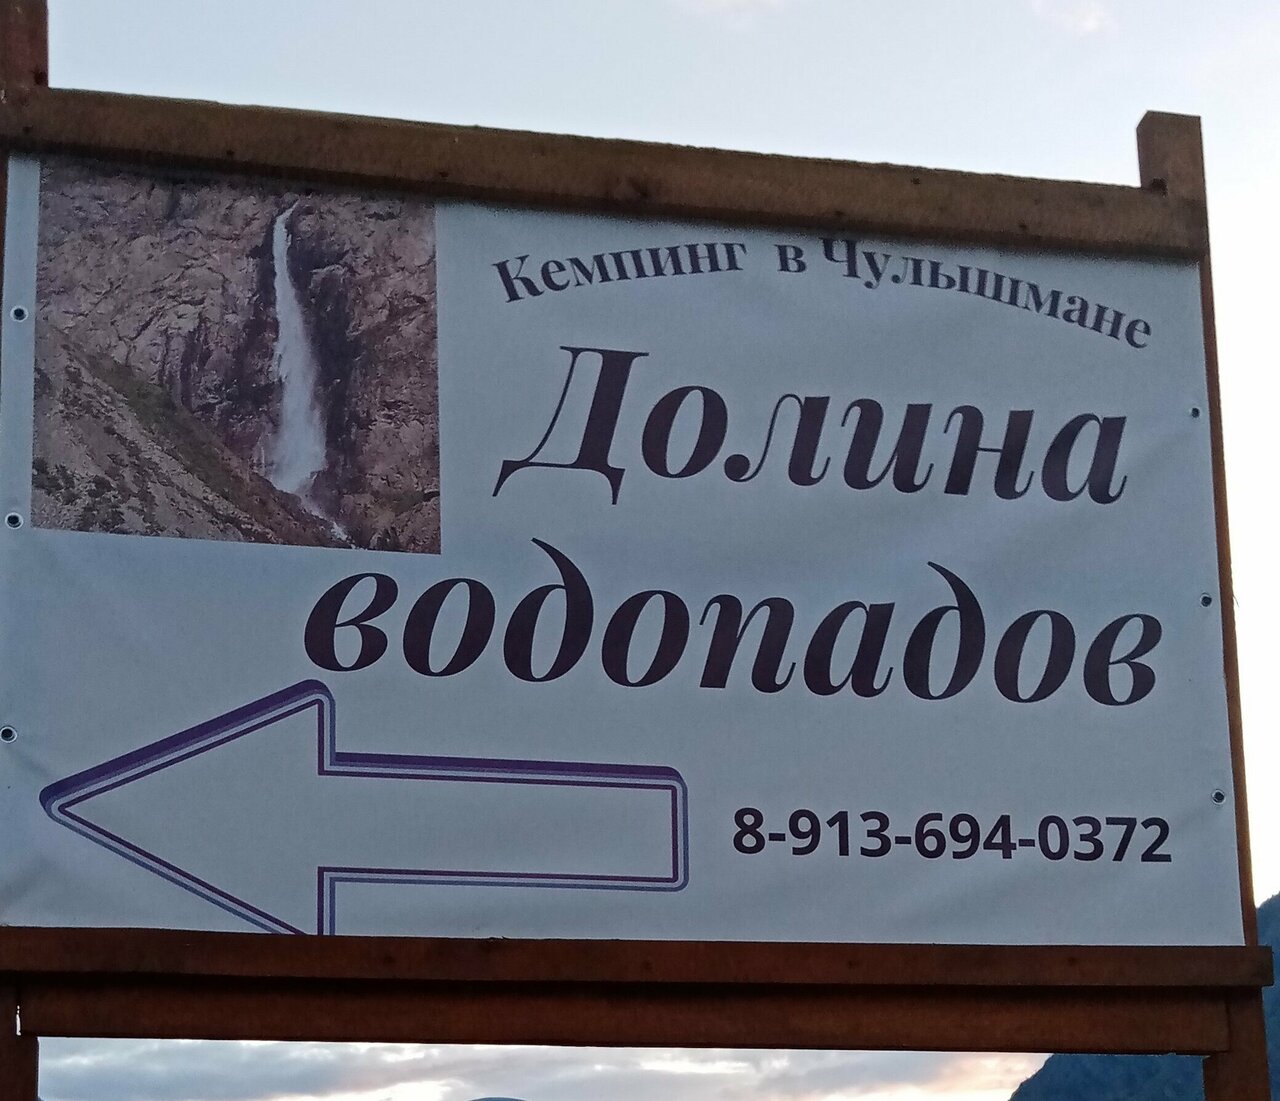 Кемпинг в Чулышмане
Долина
водопадов
8-913-694-0372